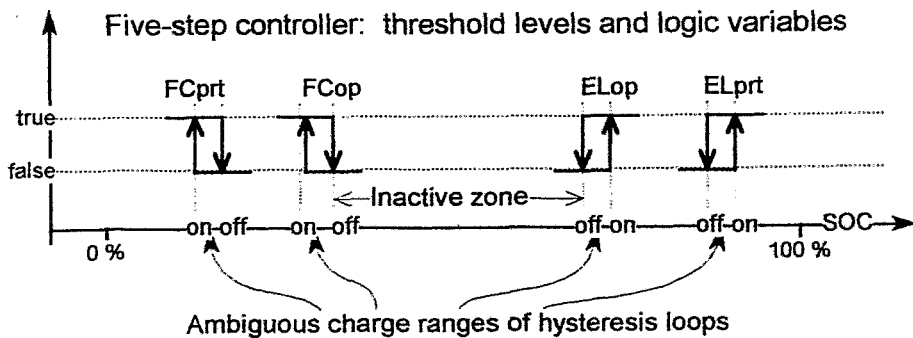 Five-step controller: threshold levels and logic variables
FCprt FCop ELop ELprt
true
false
Inactive zone
on off on off off on off on SOC
0 % 100 %
Ambiguous charge ranges of hysteresis loops